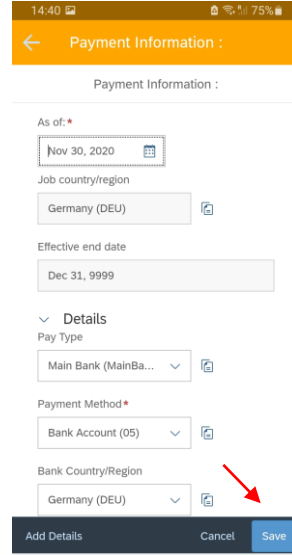 14:40 75%
Payment Information :
Payment Information :
As of:*
Nov 30, 2020
Job country/region
Germany (DEU)
Effective end date
Dec 31, 9999
Details
Pay Type
Main Bank (MainBa...
Payment Method*
Bank Account (05)
Bank Country/Region
Germany (DEU)
Add Details Cancel Save